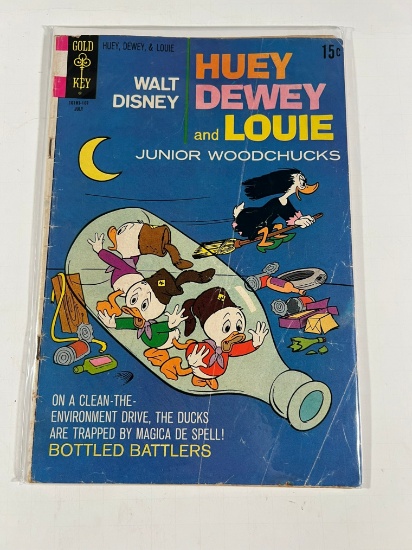 GOLD
KEY
HUEY, DEWEY, & LOUIE
15¢
WALT
DISNEY
HUEY
DEWEY
and LOUIE
JUNIOR WOODCHUCKS
JULY
ON A CLEAN-THE-
ENVIRONMENT DRIVE, THE DUCKS
ARE TRAPPED BY MAGICA DE SPELL!
BOTTLED BATTLERS